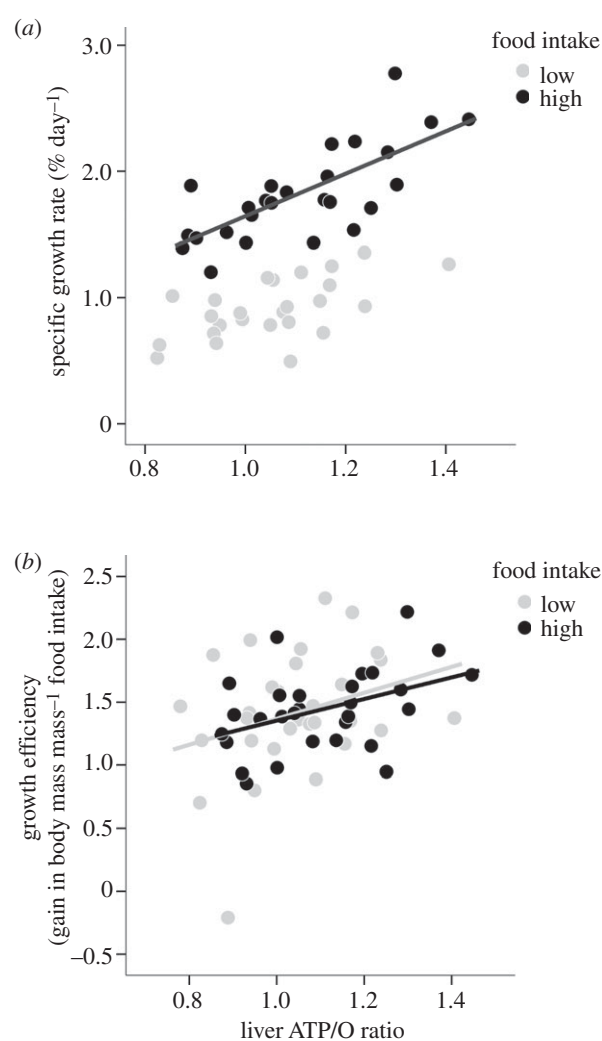 (a)
3.0
2.0
1.0
0
0.8 1.0 1.2 1.4
specific growth rate (% day⁻¹)
food intake
low
high
(b)
2.5
2.0
1.5
1.0
0.5
0
–0.5
0.8 1.0 1.2 1.4
growth efficiency
(gain in body mass mass⁻¹ food intake)
liver ATP/O ratio
food intake
low
high